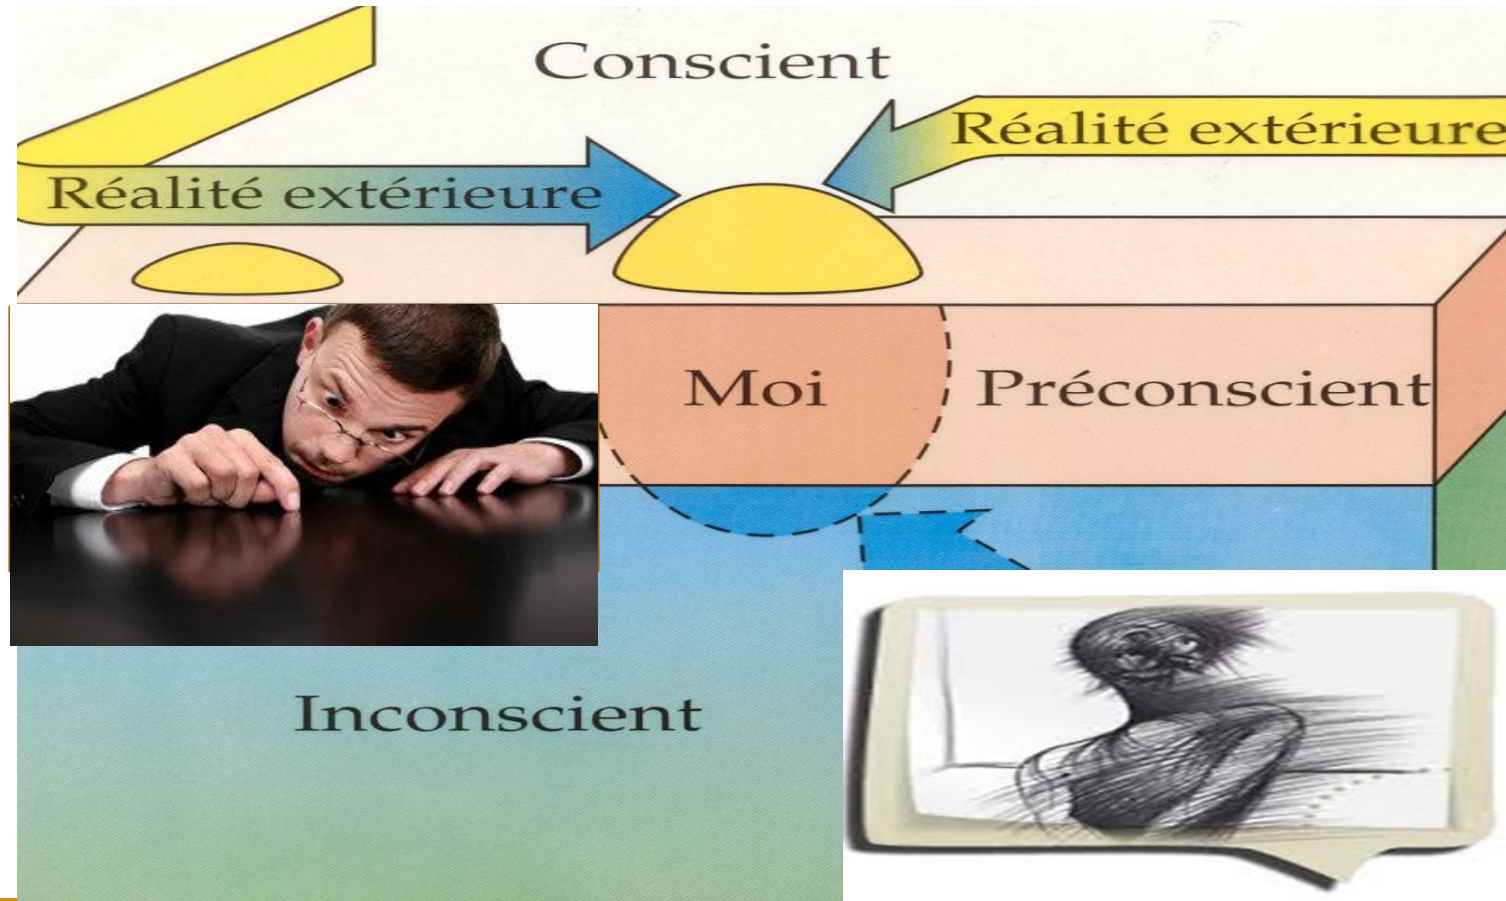 Conscient
Réalité extérieure
Réalité extérieure
Moi
Préconscient
Inconscient